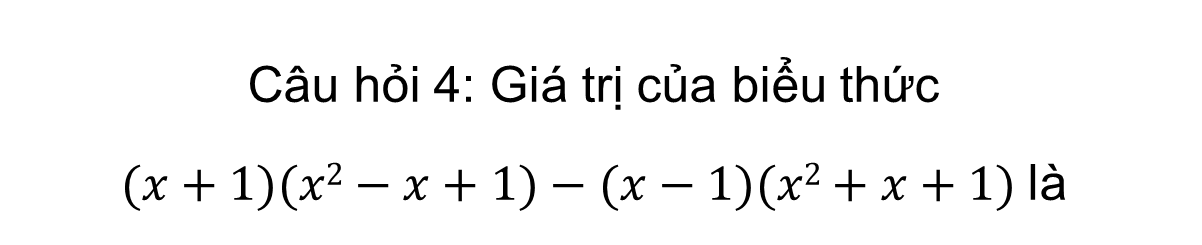 Câu hỏi 4: Giá trị của biểu thức
(x + 1)(x² − x + 1) − (x − 1)(x² + x + 1) là